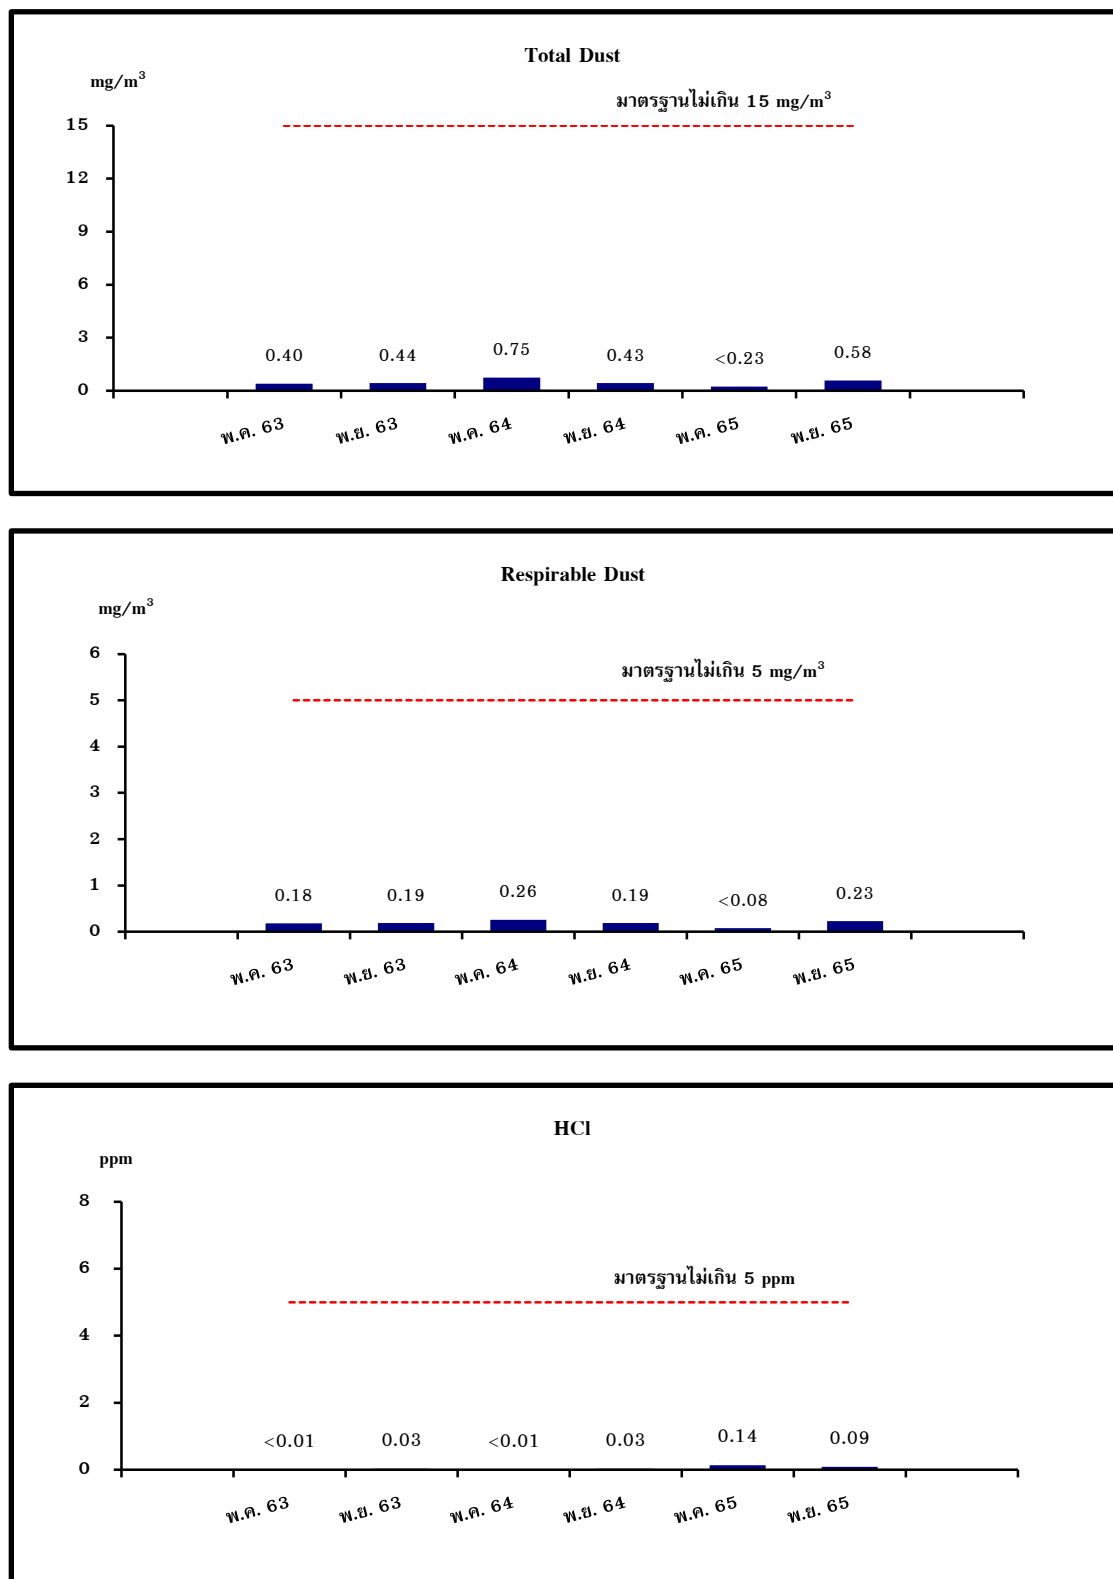 Total Dust
mg/m³
มาตรฐานไม่เกิน 15 mg/m³
15
12
9
6
3
0
0.40 0.44 0.75 0.43 <0.23 0.58
พ.ค. 63 พ.ย. 63 พ.ค. 64 พ.ย. 64 พ.ค. 65 พ.ย. 65
Respirable Dust
mg/m³
มาตรฐานไม่เกิน 5 mg/m³
6
5
4
3
2
1
0
0.18 0.19 0.26 0.19 <0.08 0.23
พ.ค. 63 พ.ย. 63 พ.ค. 64 พ.ย. 64 พ.ค. 65 พ.ย. 65
HCl
ppm
มาตรฐานไม่เกิน 5 ppm
8
6
4
2
0
<0.01 0.03 <0.01 0.03 0.14 0.09
พ.ค. 63 พ.ย. 63 พ.ค. 64 พ.ย. 64 พ.ค. 65 พ.ย. 65